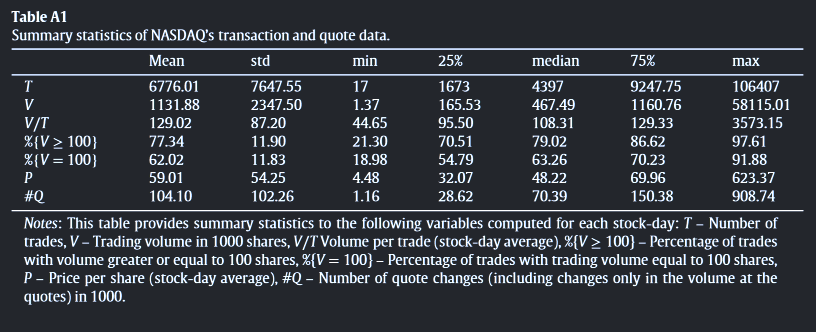 Table A1
Summary statistics of NASDAQ's transaction and quote data.
Mean std min 25% median 75% max
T 6776.01 7647.55 17 1673 4397 9247.75 106407
V 1131.88 2347.50 1.37 165.53 467.49 1160.76 58115.01
V/T 129.02 87.20 44.65 95.50 108.31 129.33 3573.15
%{V ≥ 100} 77.34 11.90 21.30 70.51 79.02 86.62 97.61
%{V = 100} 62.02 11.83 18.98 54.79 63.26 70.23 91.88
P 59.01 54.25 4.48 32.07 48.22 69.96 623.37
#Q 104.10 102.26 1.16 28.62 70.39 150.38 908.74
Notes: This table provides summary statistics to the following variables computed for each stock-day: T – Number of
trades, V – Trading volume in 1000 shares, V/T Volume per trade (stock-day average), %{V ≥ 100} – Percentage of trades
with volume greater or equal to 100 shares, %{V = 100} – Percentage of trades with trading volume equal to 100 shares,
P – Price per share (stock-day average), #Q – Number of quote changes (including changes only in the volume at the
quotes) in 1000.